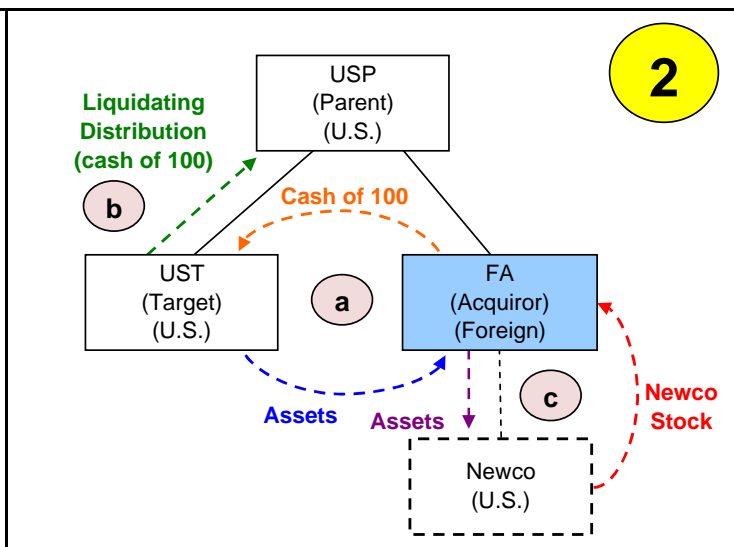 2
USP
(Parent)
(U.S.)
Liquidating
Distribution
(cash of 100)
b
Cash of 100
UST
(Target)
(U.S.)
a
FA
(Acquiror)
(Foreign)
Assets
Assets
c
Newco
Stock
Newco
(U.S.)